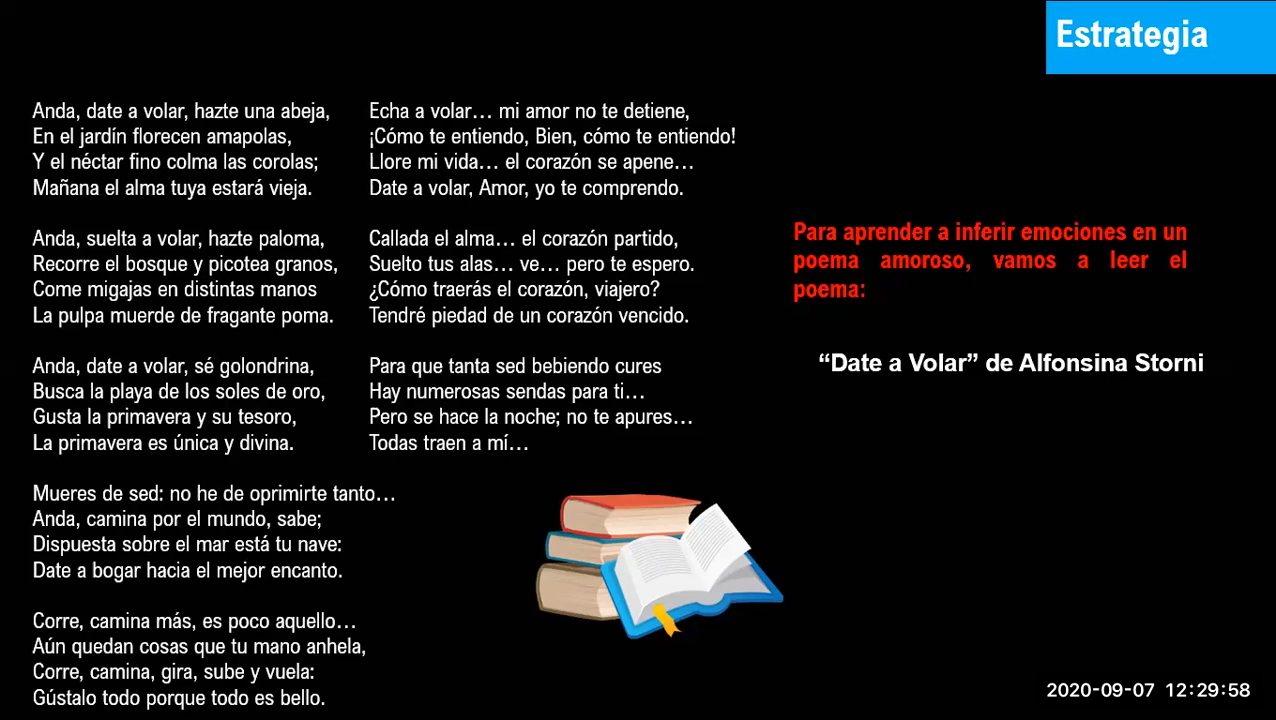 Estrategia
Anda, date a volar, hazte una abeja,
En el jardín florecen amapolas,
Y el néctar fino colma las corolas;
Mañana el alma tuya estará vieja.
Anda, suelta a volar, hazte paloma,
Recorre el bosque y picotea granos,
Come migajas en distintas manos
La pulpa muerde de fragante poma.
Anda, date a volar, sé golondrina,
Busca la playa de los soles de oro,
Gusta la primavera y su tesoro,
La primavera es única y divina.
Mueres de sed: no he de oprimirte tanto…
Anda, camina por el mundo, sabe;
Dispuesta sobre el mar está tu nave:
Date a bogar hacia el mejor encanto.
Corre, camina más, es poco aquello…
Aún quedan cosas que tu mano anhela,
Corre, camina, gira, sube y vuela:
Gústalo todo porque todo es bello.
Echa a volar… mi amor no te detiene,
¡Cómo te entiendo, Bien, cómo te entiendo!
Llore mi vida… el corazón se apene…
Date a volar, Amor, yo te comprendo.
Callada el alma… el corazón partido,
Suelto tus alas… ve… pero te espero.
¿Cómo traerás el corazón, viajero?
Tendré piedad de un corazón vencido.
Para que tanta sed bebiendo cures
Hay numerosas sendas para ti…
Pero se hace la noche; no te apures…
Todas traen a mí…
Para aprender a inferir emociones en un
poema amoroso, vamos a leer el
poema:
“Date a Volar” de Alfonsina Storni
2020-09-07 12:29:58